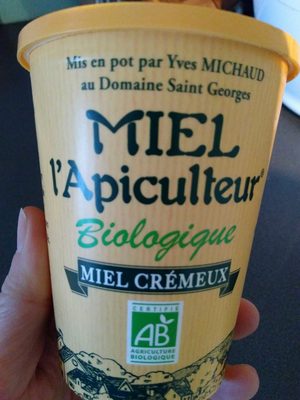 Mis en pot par Yves MICHAUD
au Domaine Saint Georges
MIEL
l'Apiculteur®
Biologique
MIEL CRÉMEUX
CERTIFIÉ
AB
AGRICULTURE
BIOLOGIQUE